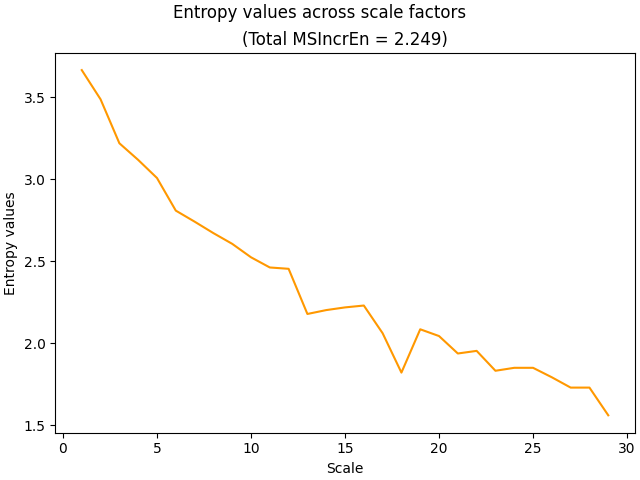 Entropy values across scale factors
(Total MSIncrEn = 2.249)
Entropy values
3.5
3.0
2.5
2.0
1.5
0 5 10 15 20 25 30
Scale